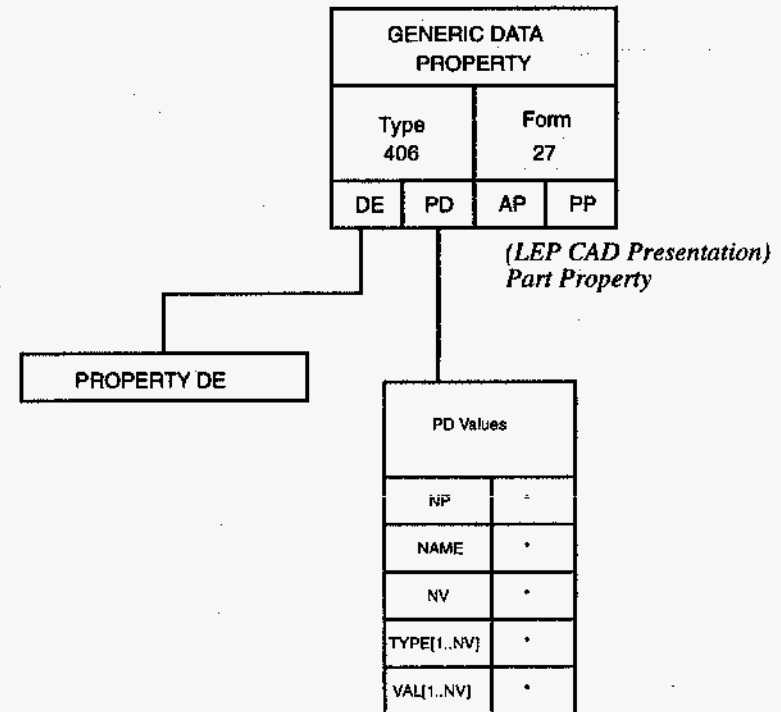 GENERIC DATA
PROPERTY
Type Form
406 27
DE PD AP PP
(LEP CAD Presentation)
Part Property
PROPERTY DE
PD Values
NP *
NAME *
NV *
TYPE[1..NV] *
VAL[1..NV] *